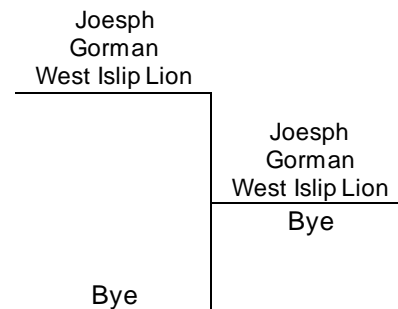 Joesph
Gorman
West Islip Lion
Joesph
Gorman
West Islip Lion
Bye
Bye